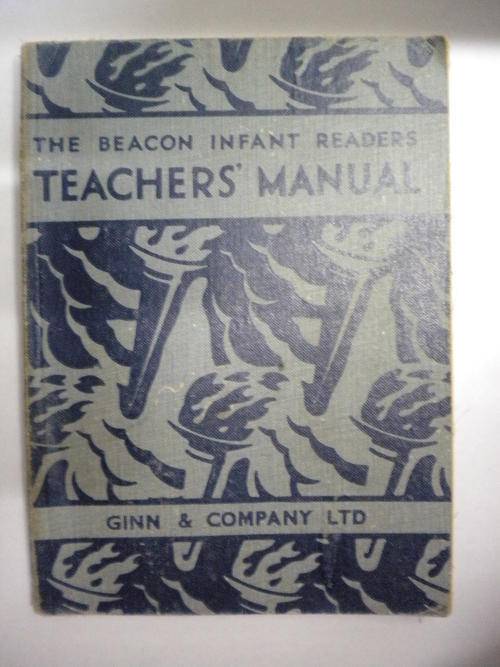 THE BEACON INFANT READERS
TEACHERS' MANUAL
GINN & COMPANY LTD